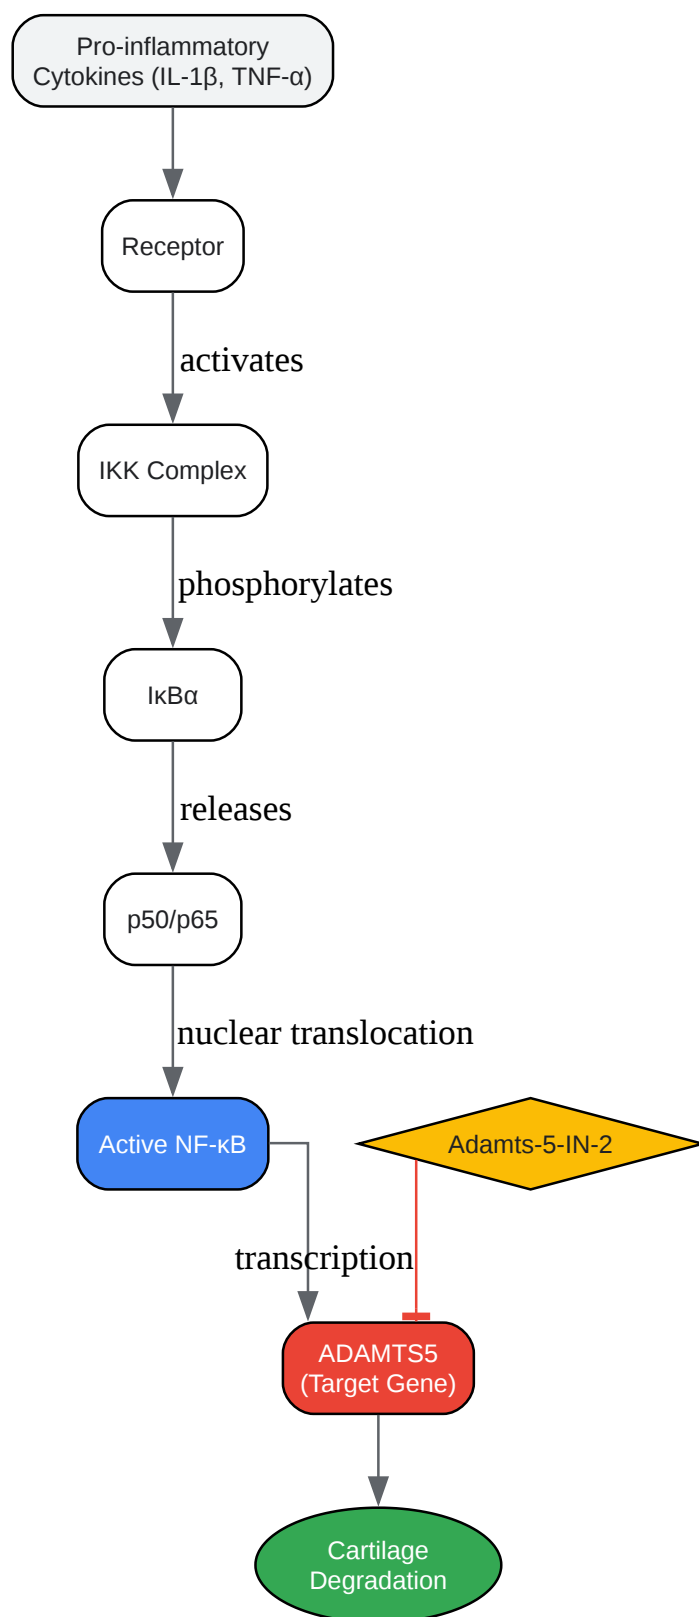 Pro-inflammatory
Cytokines (IL-1β, TNF-α)
Receptor
activates
IKK Complex
phosphorylates
IκBα
releases
p50/p65
nuclear translocation
Active NF-κB
Adamts-5-IN-2
transcription
ADAMTS5
(Target Gene)
Cartilage
Degradation